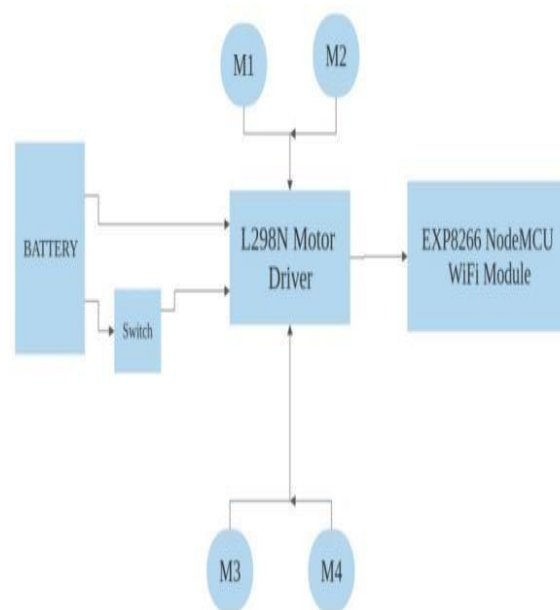 M1
M2
BATTERY
L298N Motor
Driver
EXP8266 NodeMCU
WiFi Module
Switch
M3
M4